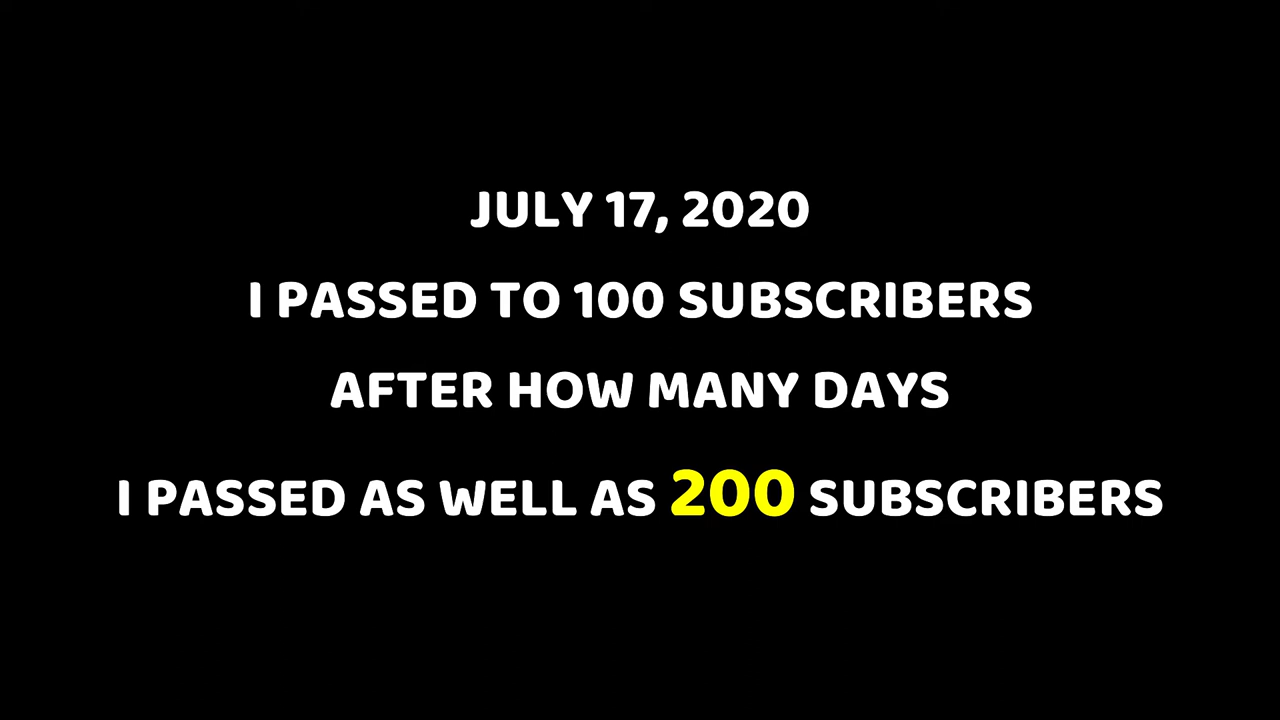 JULY 17, 2020
I PASSED TO 100 SUBSCRIBERS
AFTER HOW MANY DAYS
I PASSED AS WELL AS 200 SUBSCRIBERS